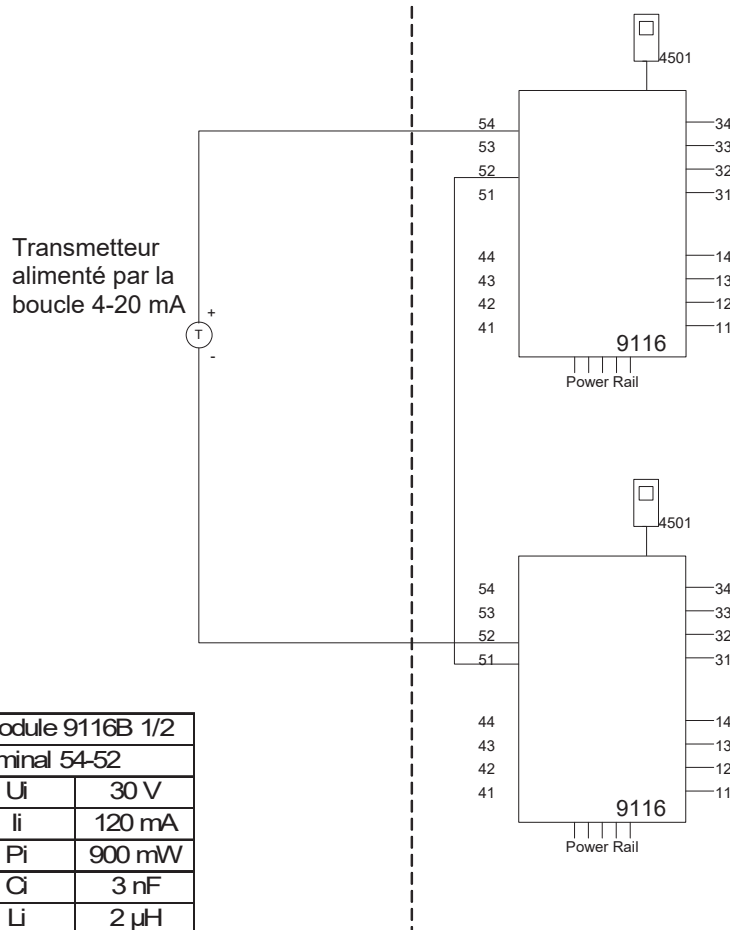 4501
54
53
52
51
34
33
32
31
Transmetteur
alimenté par la
boucle 4-20 mA
+
T
-
44
43
42
41
14
13
12
11
9116
Power Rail
4501
54
53
52
51
34
33
32
31
44
43
42
41
14
13
12
11
9116
Power Rail
odule 9116B 1/2
minal 54-52
Ui 30 V
Ii 120 mA
Pi 900 mW
Ci 3 nF
Li 2 µH